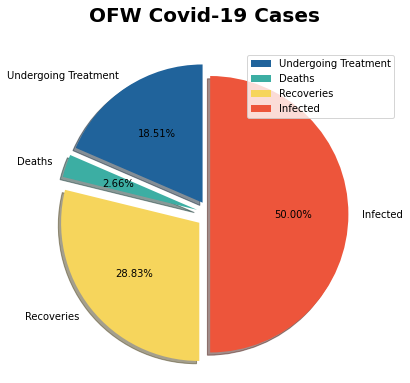 OFW Covid-19 Cases
Undergoing Treatment
Deaths
Recoveries
Infected
Undergoing Treatment
18.51%
Deaths
2.66%
Infected
50.00%
28.83%
Recoveries